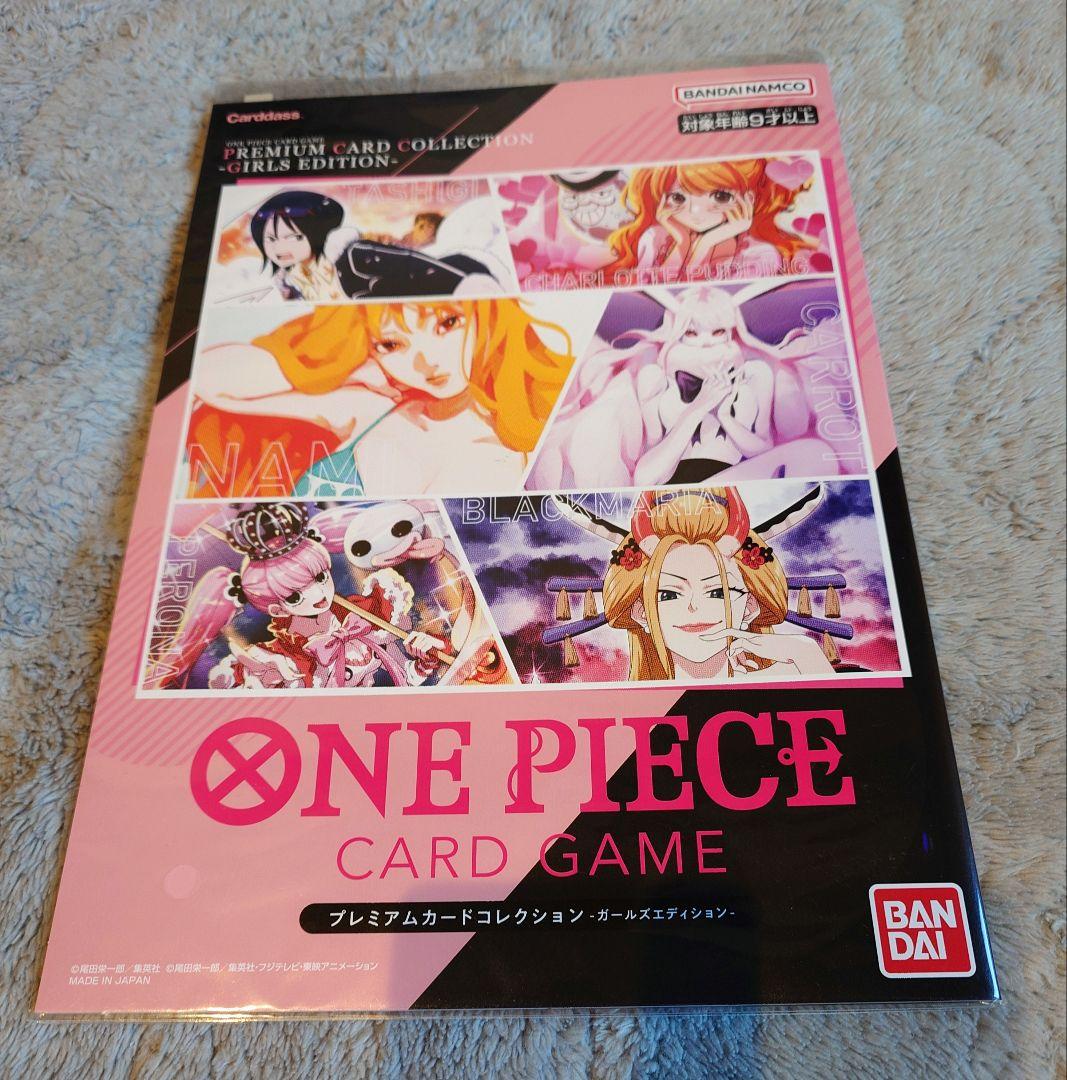 Carddass
BANDAI NAMCO
対象年齢9才以上
ONE PIECE CARD GAME
PREMIUM CARD COLLECTION
-GIRLS EDITION-
TASHIGI
CHARLOTTE PUDDING
NAMI
CARROT
PERONA
BLACKMARIA
ONE PIECE
CARD GAME
プレミアムカードコレクション -ガールズエディション-
BAN
DAI
©尾田栄一郎／集英社 ©尾田栄一郎／集英社・フジテレビ・東映アニメーション
MADE IN JAPAN